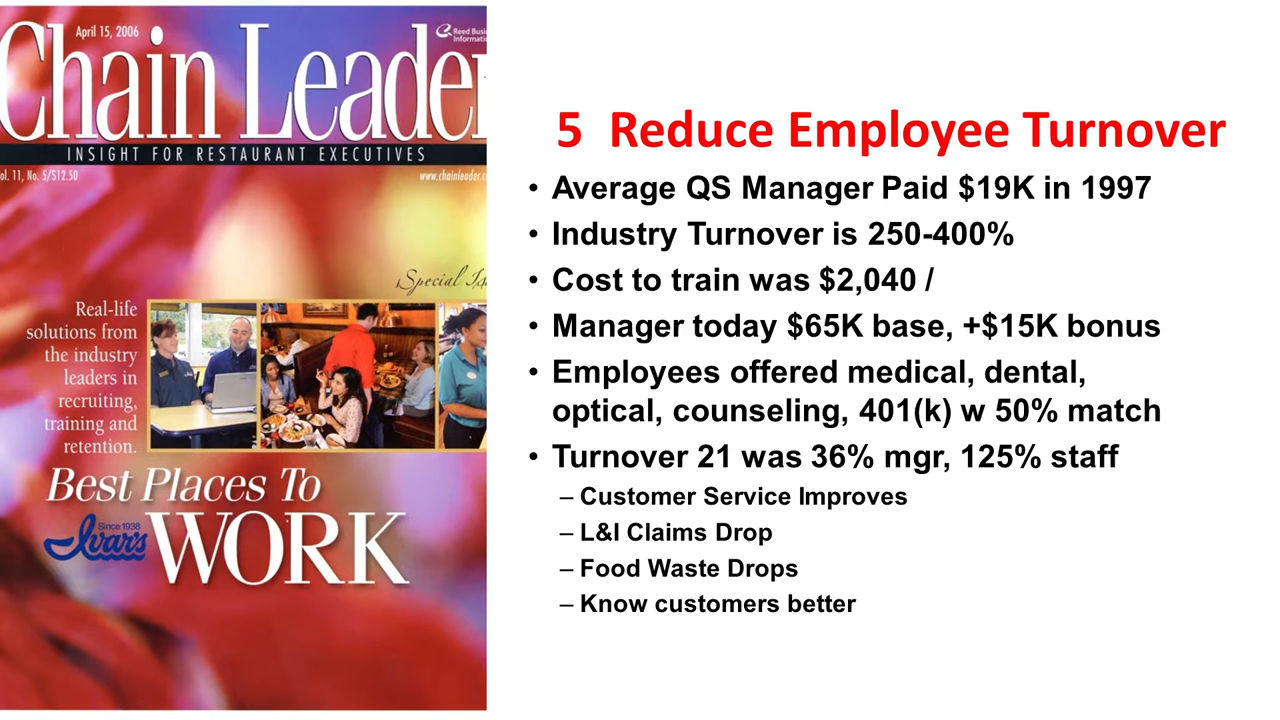 April 15, 2006
Reed Busi
Informatio
Chain Leader
INSIGHT FOR RESTAURANT EXECUTIVES
ol. 11, No. 5/$12.50
www.chainleader.c
Special Is
Real-life
solutions from
the industry
leaders in
recruiting,
training and
retention.
Best Places To
Since 1938
Ivar's
WORK
5 Reduce Employee Turnover
• Average QS Manager Paid $19K in 1997
• Industry Turnover is 250-400%
• Cost to train was $2,040 /
• Manager today $65K base, +$15K bonus
• Employees offered medical, dental,
optical, counseling, 401(k) w 50% match
• Turnover 21 was 36% mgr, 125% staff
– Customer Service Improves
– L&I Claims Drop
– Food Waste Drops
– Know customers better